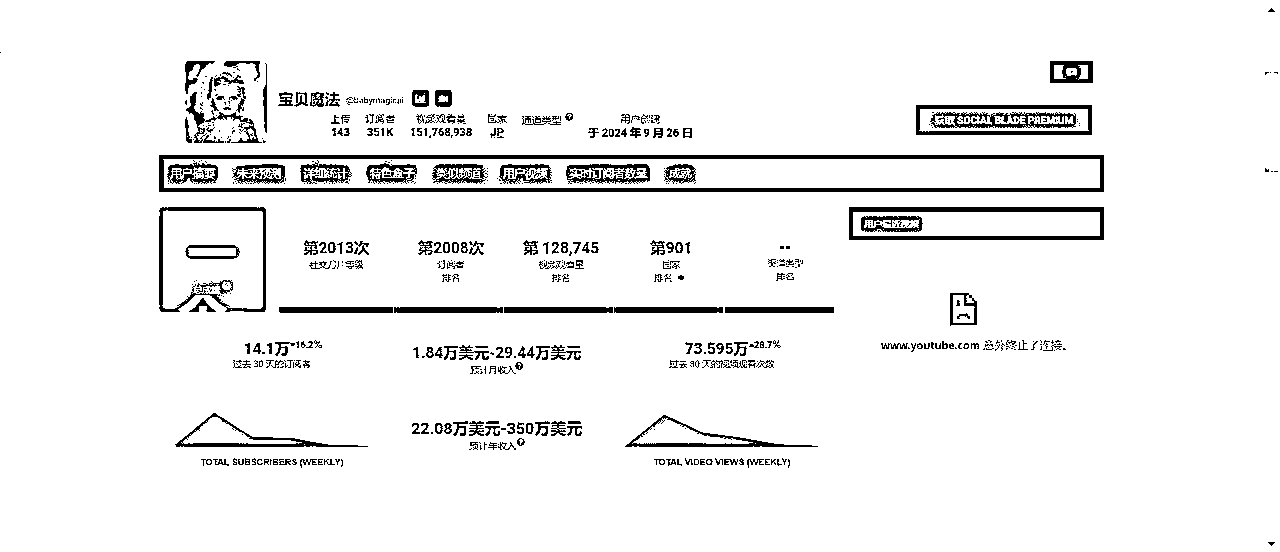 宝贝魔法 @babymagicai
上传 订阅者 视频观看量 国家 通道类型 用户创建
143 351K 151,768,938 JP 于 2024 年 9 月 26 日
SOCIAL BLADE PREMIUM
用户摘要 未来预测 详细统计 特色盒子 类似频道 用户视频 实时订阅者数量 成就
第2013次 第2008次 第 128,745 第901 --
社交刀片等级 订阅者 视频观看量 国家 渠道类型
排名 排名 排名 排名
14.1万 16.2%
过去 30 天的订阅者
1.84万美元-29.44万美元
预计月收入
73.595万 28.7%
过去 30 天的视频观看次数
www.youtube.com 意外终止了连接。
22.08万美元-350万美元
预计年收入
TOTAL SUBSCRIBERS (WEEKLY)
TOTAL VIDEO VIEWS (WEEKLY)